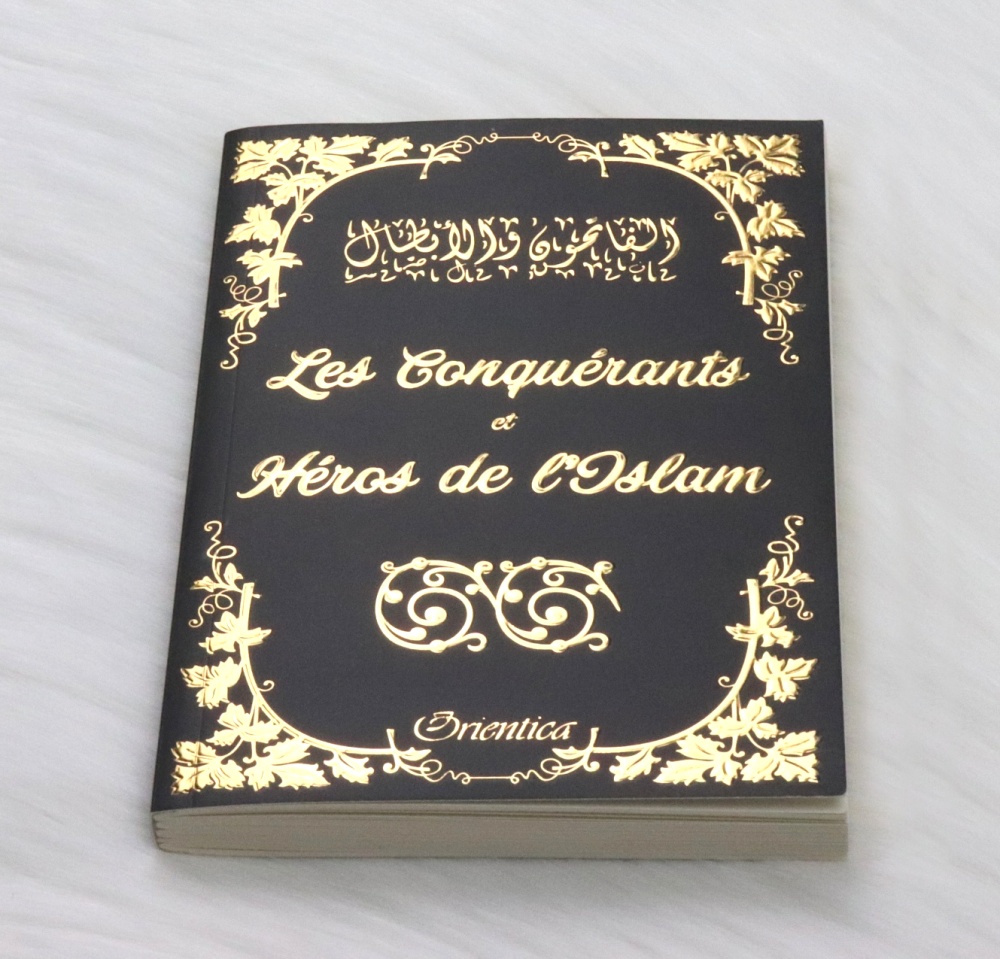 الفاتحون والأبطال
Les Conquérants
et
Héros de l'Islam
Orientica